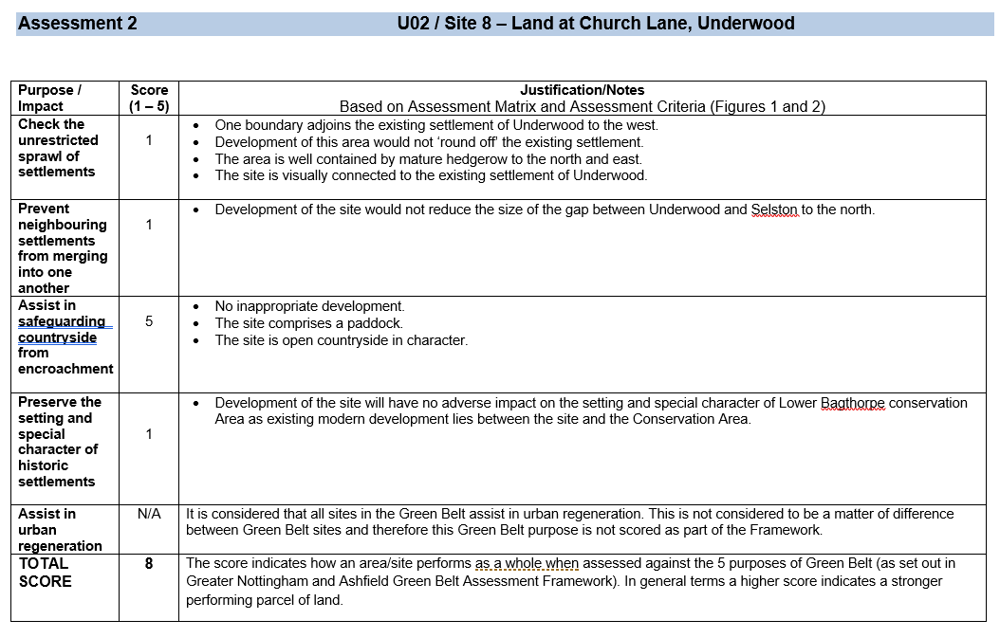 Assessment 2 U02 / Site 8 – Land at Church Lane, Underwood
Purpose / Impact
Score (1 – 5)
Justification/Notes
Based on Assessment Matrix and Assessment Criteria (Figures 1 and 2)
Check the
unrestricted
sprawl of
settlements
1
• One boundary adjoins the existing settlement of Underwood to the west.
• Development of this area would not ‘round off’ the existing settlement.
• The area is well contained by mature hedgerow to the north and east.
• The site is visually connected to the existing settlement of Underwood.
Prevent
neighbouring
settlements
from merging
into one
another
1
• Development of the site would not reduce the size of the gap between Underwood and Selston to the north.
Assist in
safeguarding
countryside
from
encroachment
5
• No inappropriate development.
• The site comprises a paddock.
• The site is open countryside in character.
Preserve the
setting and
special
character of
historic
settlements
1
• Development of the site will have no adverse impact on the setting and special character of Lower Bagthorpe conservation
Area as existing modern development lies between the site and the Conservation Area.
Assist in
urban
regeneration
N/A
It is considered that all sites in the Green Belt assist in urban regeneration. This is not considered to be a matter of difference
between Green Belt sites and therefore this Green Belt purpose is not scored as part of the Framework.
TOTAL
SCORE
8
The score indicates how an area/site performs as a whole when assessed against the 5 purposes of Green Belt (as set out in
Greater Nottingham and Ashfield Green Belt Assessment Framework). In general terms a higher score indicates a stronger
performing parcel of land.